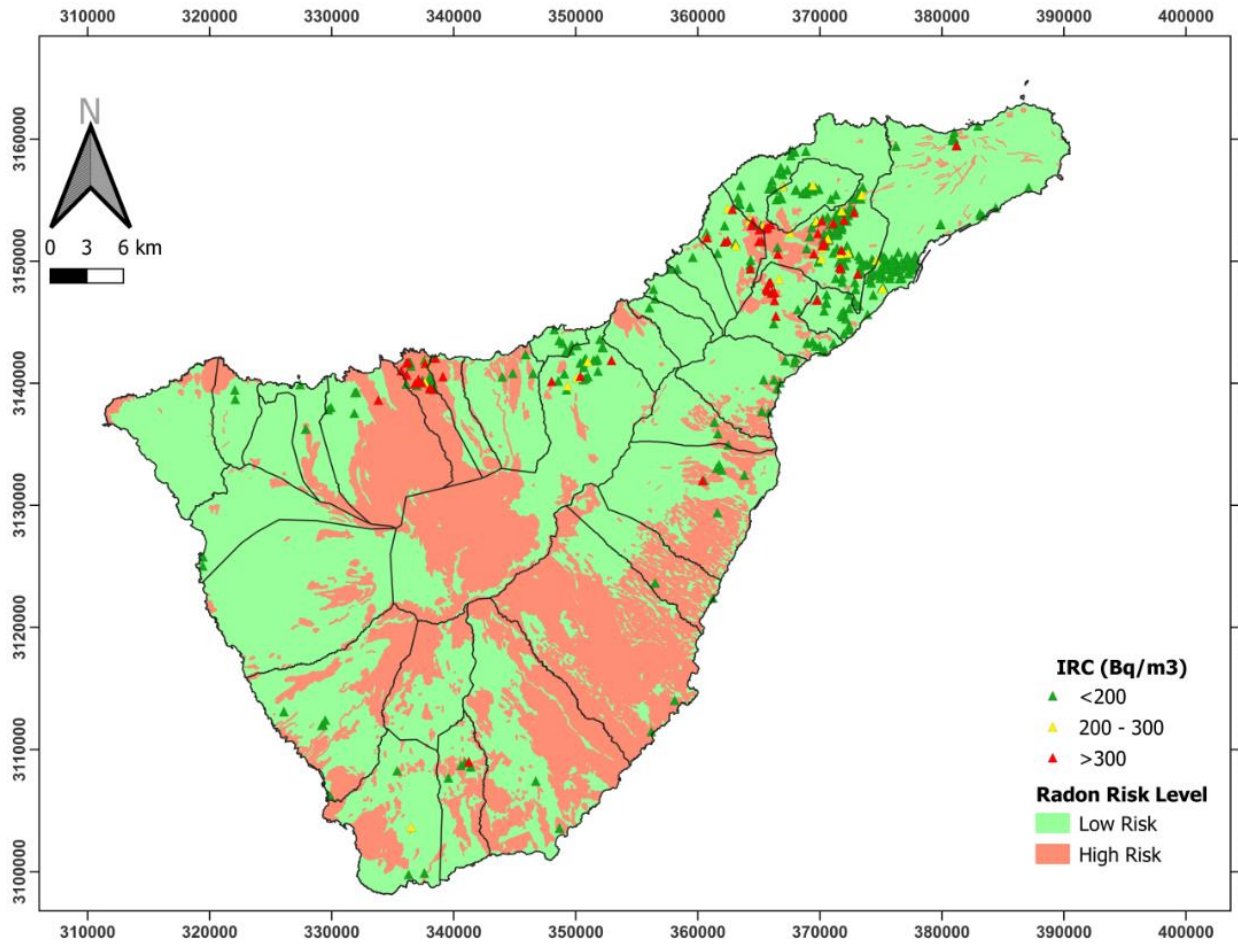 310000 320000 330000 340000 350000 360000 370000 380000 390000 400000
N
0 3 6 km
3160000
3150000
3140000
3130000
3120000
3110000
3100000
IRC (Bq/m3)
<200
200 - 300
>300
Radon Risk Level
Low Risk
High Risk
310000 320000 330000 340000 350000 360000 370000 380000 390000 400000